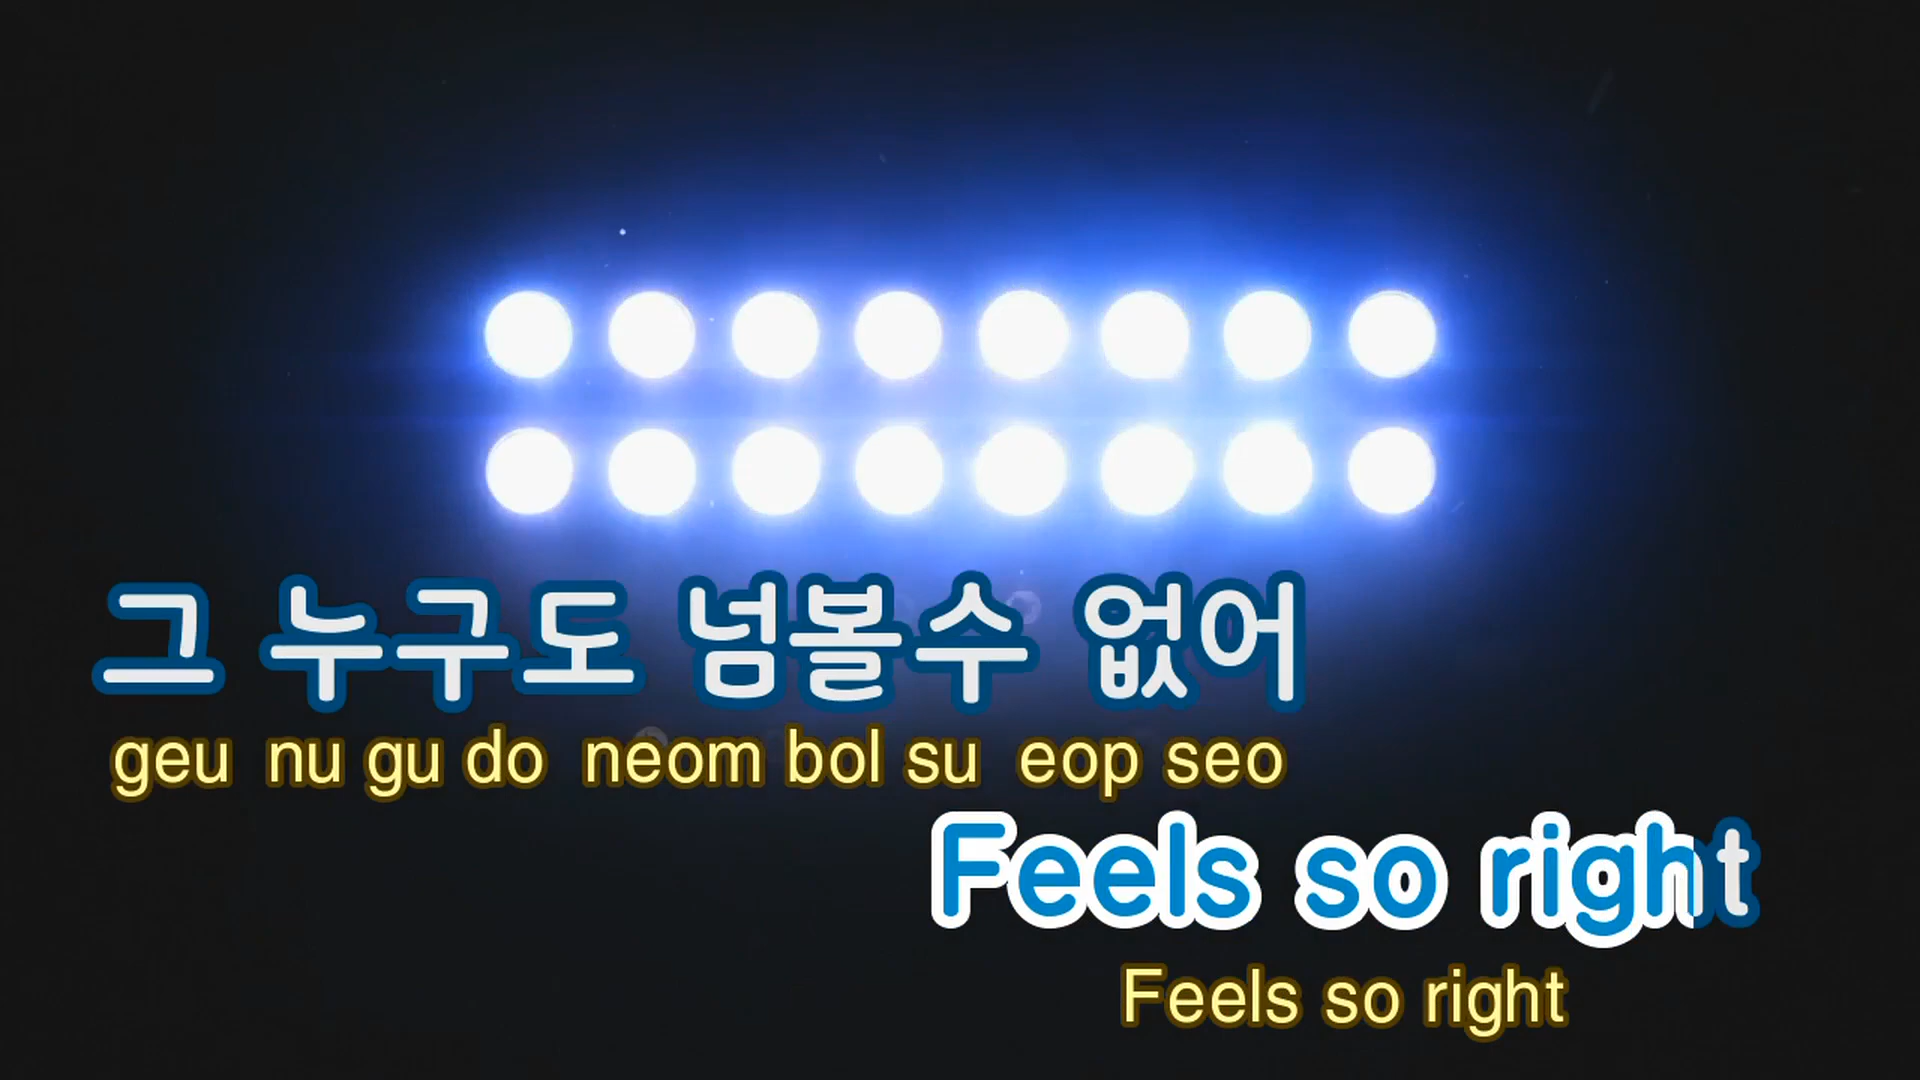 그 누구도 넘볼수 없어
geu nu gu do neom bol su eop seo
Feels so right
Feels so right